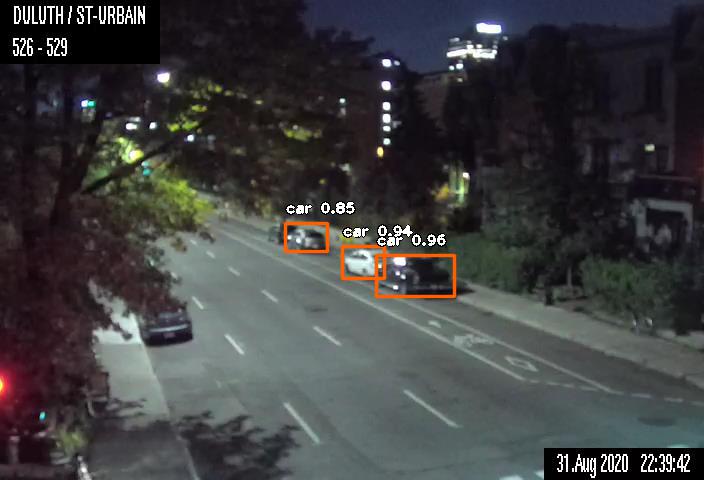 DULUTH / ST-URBAIN
526 - 529
car 0.85
car 0.94
car 0.96
31.Aug 2020 22:39:42